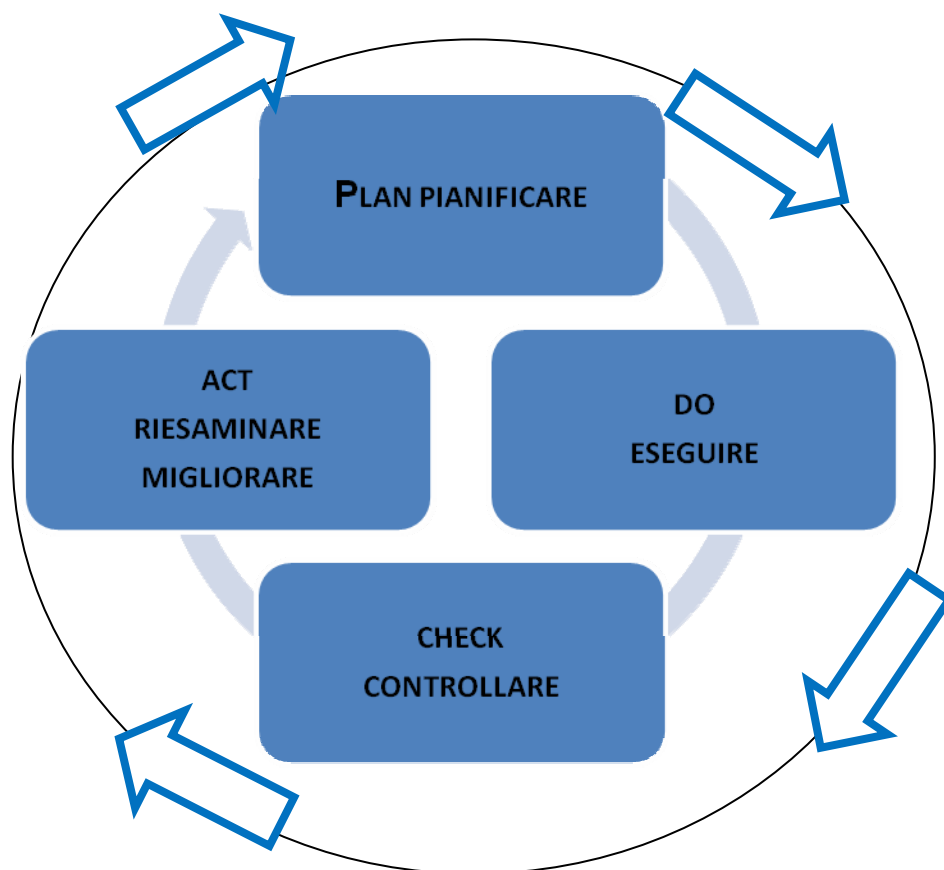 PLAN PIANIFICARE
DO
ESEGUIRE
CHECK
CONTROLLARE
ACT
RIESAMINARE
MIGLIORARE